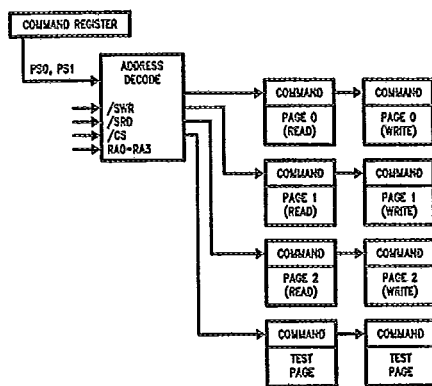 COMMAND REGISTER
PS0, PS1
ADDRESS
DECODE
/SWR
/SRD
/CS
RA0-RA3
COMMAND
PAGE 0
(READ)
COMMAND
PAGE 0
(WRITE)
COMMAND
PAGE 1
(READ)
COMMAND
PAGE 1
(WRITE)
COMMAND
PAGE 2
(READ)
COMMAND
PAGE 2
(WRITE)
COMMAND
TEST
PAGE
COMMAND
TEST
PAGE